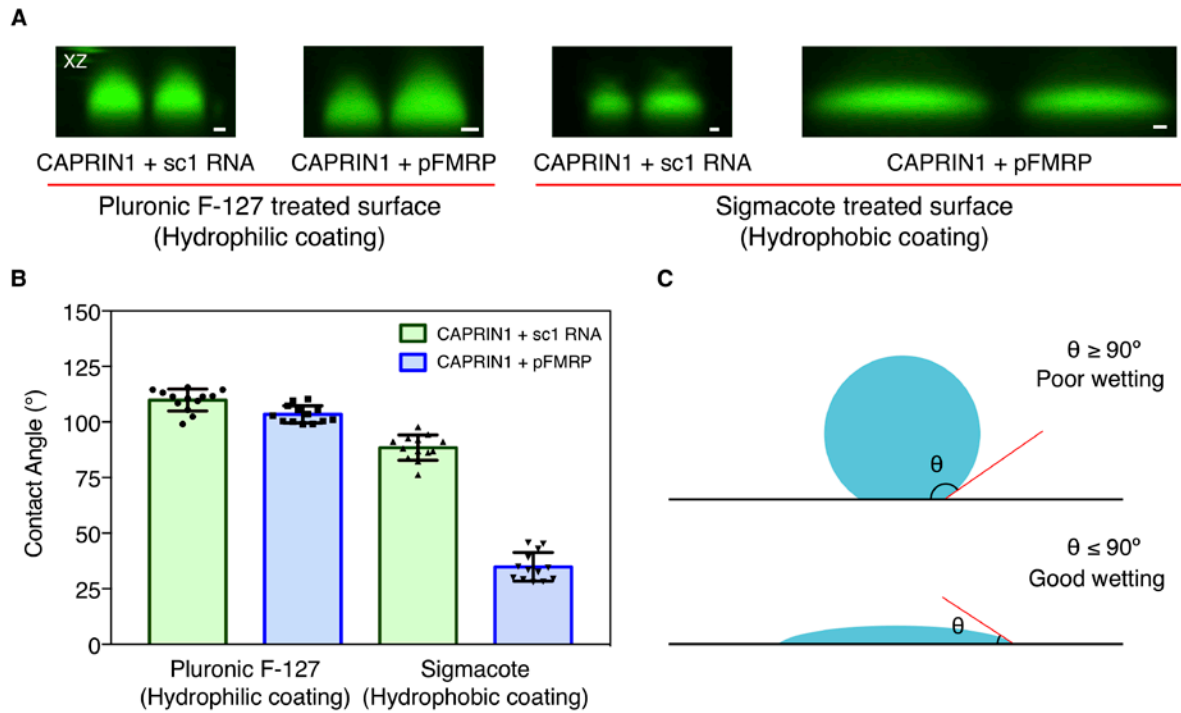 A
XZ
CAPRIN1 + sc1 RNA
CAPRIN1 + pFMRP
CAPRIN1 + sc1 RNA
CAPRIN1 + pFMRP
Pluronic F-127 treated surface
(Hydrophilic coating)
Sigmacote treated surface
(Hydrophobic coating)
B
150
125
100
75
50
25
0
Contact Angle (°)
CAPRIN1 + sc1 RNA
CAPRIN1 + pFMRP
Pluronic F-127
(Hydrophilic coating)
Sigmacote
(Hydrophobic coating)
C
θ ≥ 90°
Poor wetting
θ
θ ≤ 90°
Good wetting
θ